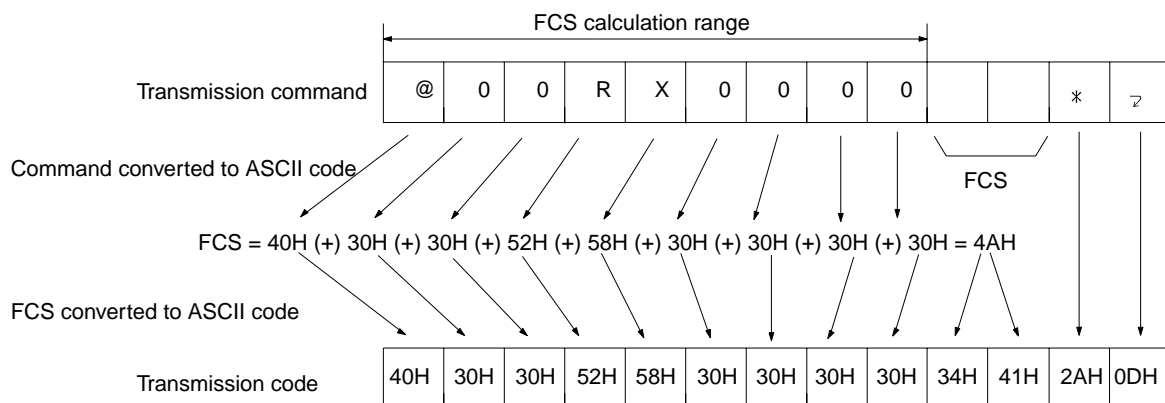 FCS calculation range
Transmission command @ 0 0 R X 0 0 0 0 *
Command converted to ASCII code
FCS
FCS = 40H (+) 30H (+) 30H (+) 52H (+) 58H (+) 30H (+) 30H (+) 30H (+) 30H = 4AH
FCS converted to ASCII code
Transmission code 40H 30H 30H 52H 58H 30H 30H 30H 30H 34H 41H 2AH 0DH